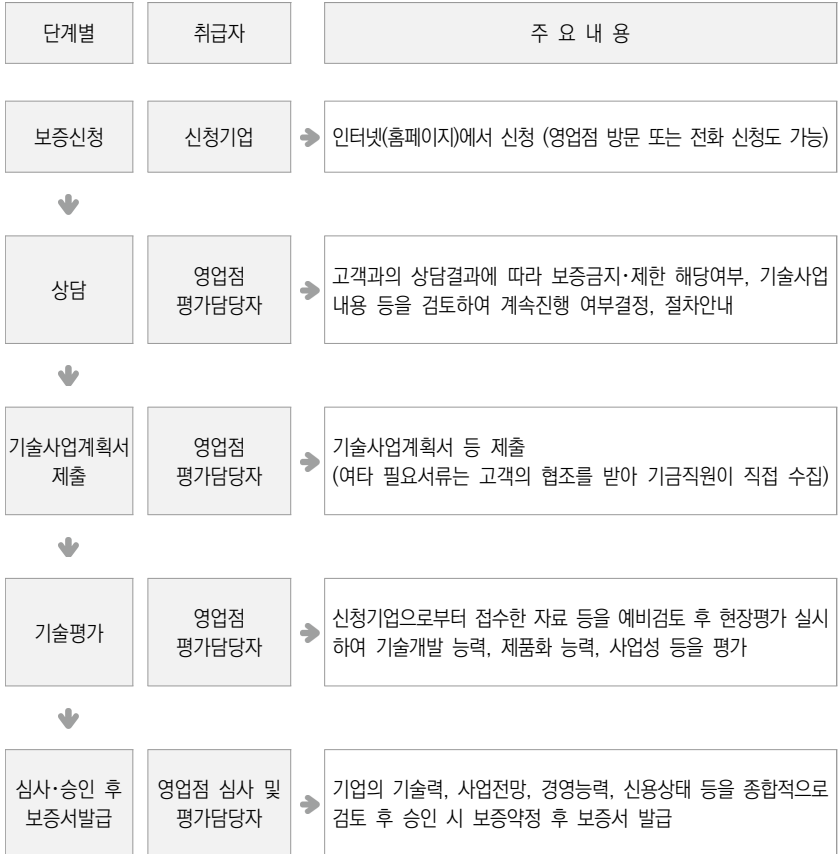 단계별 취급자 주 요 내 용
보증신청 신청기업 인터넷(홈페이지)에서 신청 (영업점 방문 또는 전화 신청도 가능)
상담
영업점
평가담당자
고객과의 상담결과에 따라 보증금지·제한 해당여부, 기술사업
내용 등을 검토하여 계속진행 여부결정, 절차안내
기술사업계획서
제출
영업점
평가담당자
기술사업계획서 등 제출
(여타 필요서류는 고객의 협조를 받아 기금직원이 직접 수집)
기술평가
영업점
평가담당자
신청기업으로부터 접수한 자료 등을 예비검토 후 현장평가 실시
하여 기술개발 능력, 제품화 능력, 사업성 등을 평가
심사·승인 후
보증서발급
영업점 심사 및
평가담당자
기업의 기술력, 사업전망, 경영능력, 신용상태 등을 종합적으로
검토 후 승인 시 보증약정 후 보증서 발급